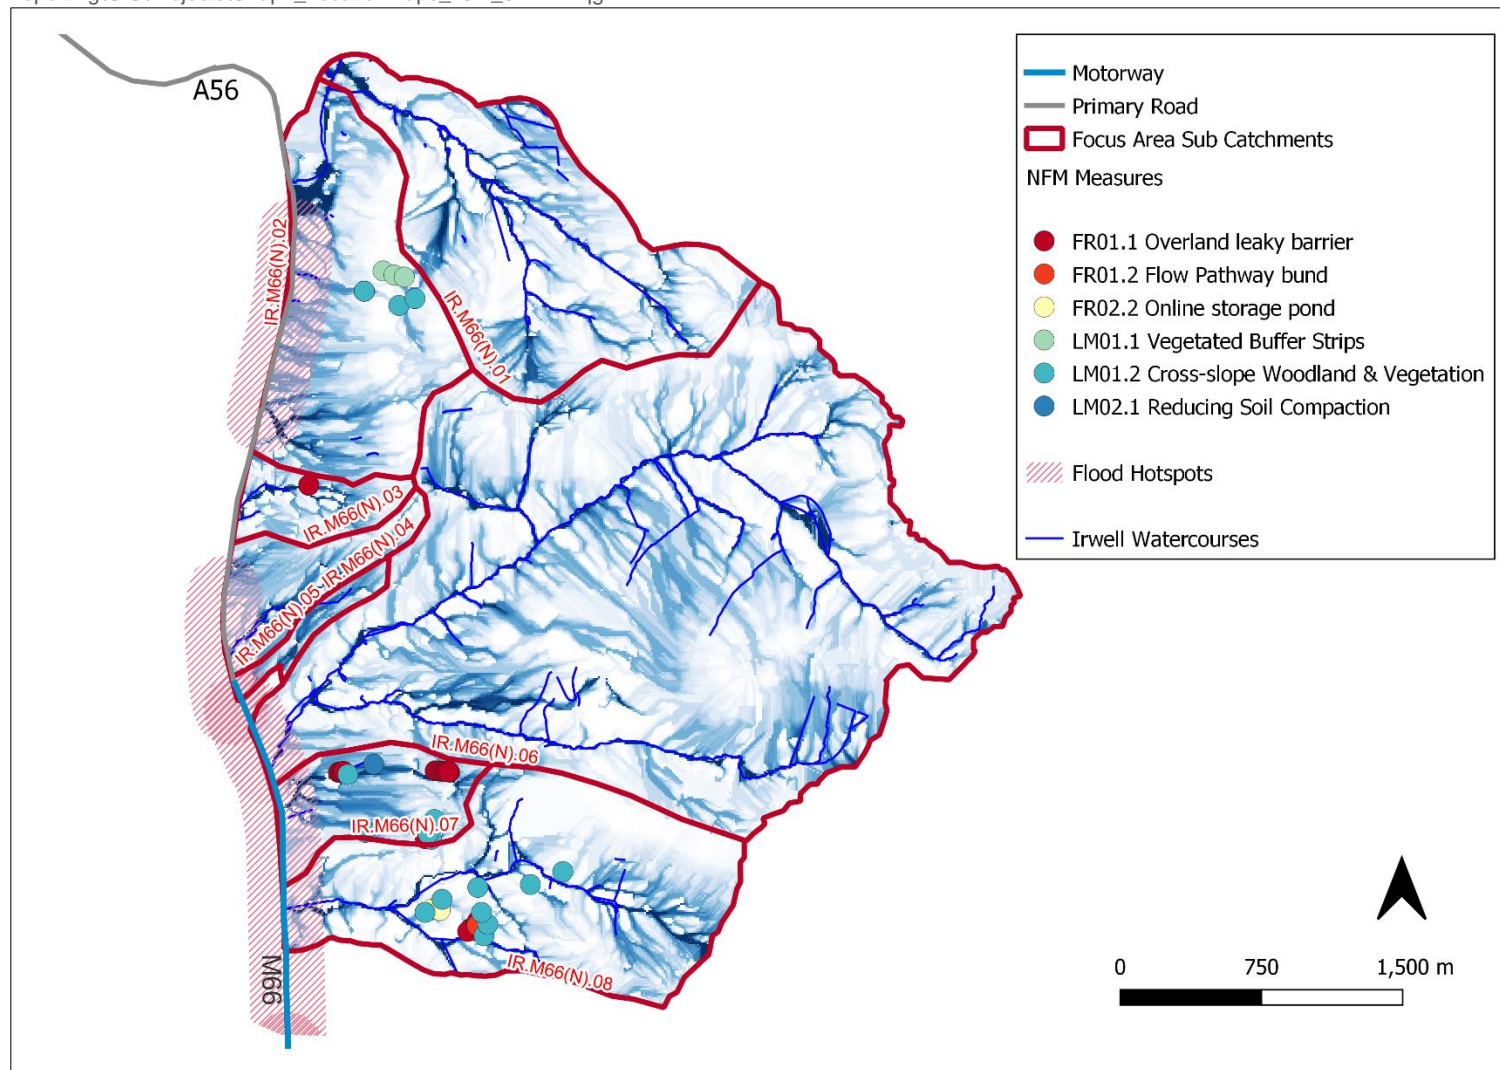 A56
IR.M66(N).02
IR.M66(N).01
IR.M66(N).03
IR.M66(N).04
IR.M66(N).05
IR.M66(N).06
IR.M66(N).07
IR.M66(N).08
M66
Motorway
Primary Road
Focus Area Sub Catchments
NFM Measures
FR01.1 Overland leaky barrier
FR01.2 Flow Pathway bund
FR02.2 Online storage pond
LM01.1 Vegetated Buffer Strips
LM01.2 Cross-slope Woodland & Vegetation
LM02.1 Reducing Soil Compaction
Flood Hotspots
Irwell Watercourses
0 750 1,500 m